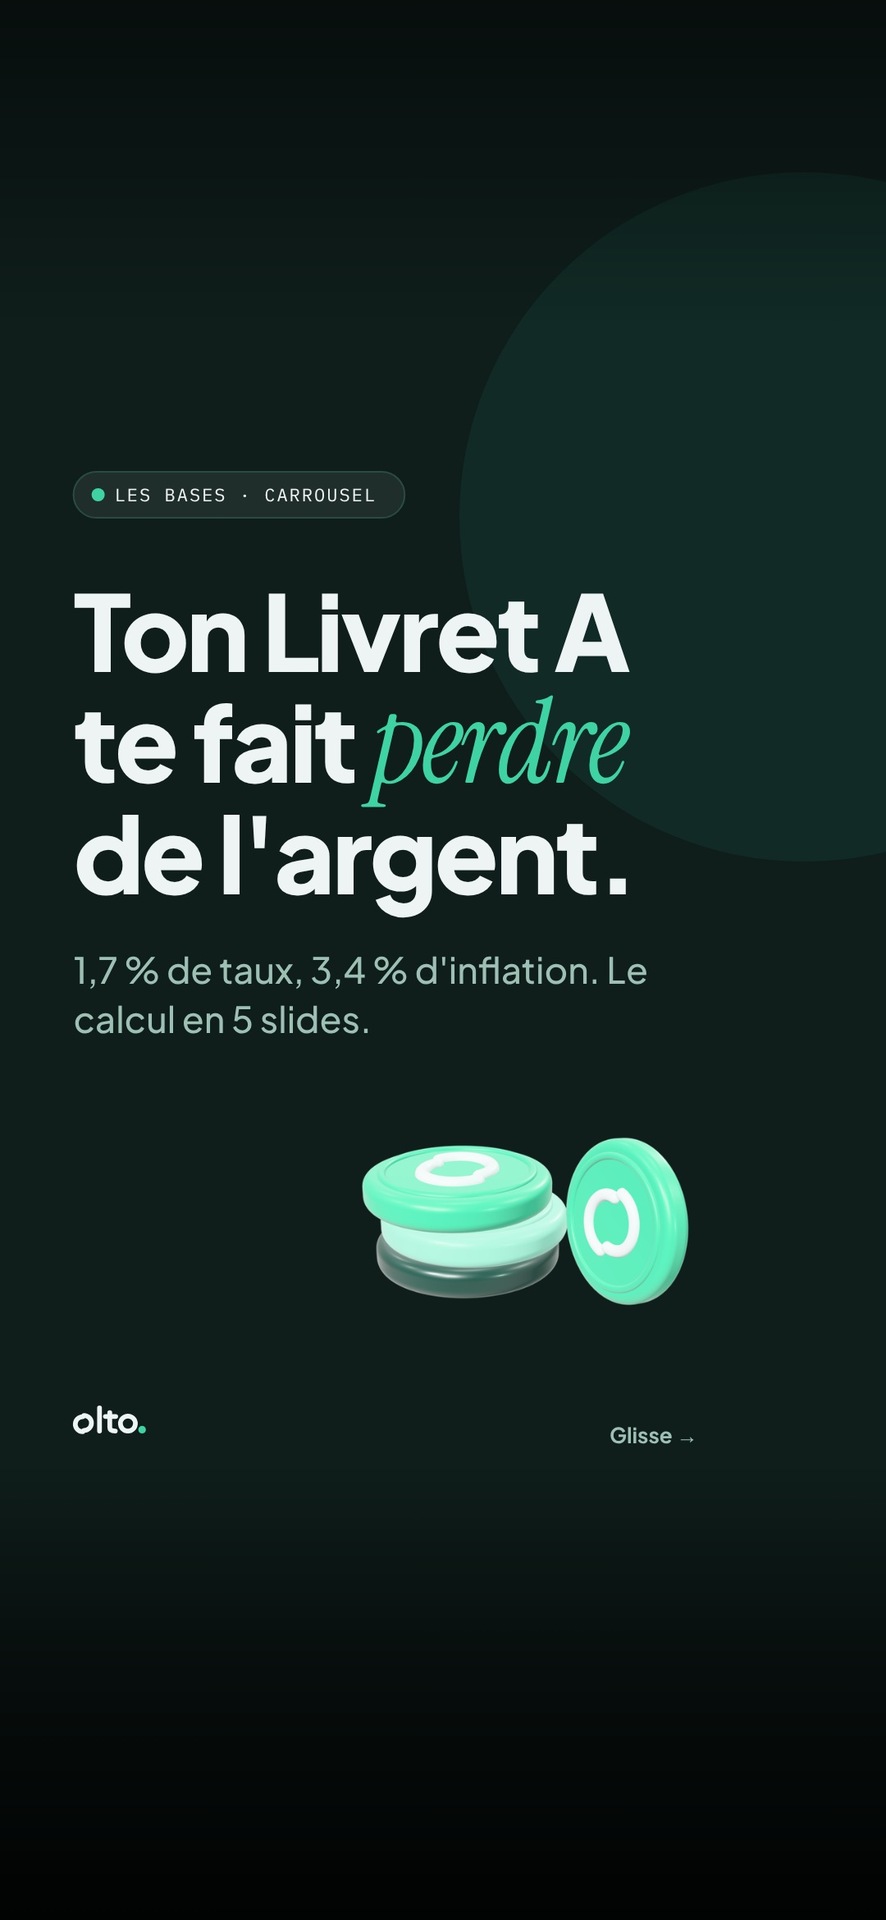 LES BASES · CARROUSEL
Ton Livret A
te fait perdre
de l'argent.
1,7 % de taux, 3,4 % d'inflation. Le
calcul en 5 slides.
olto.
Glisse →